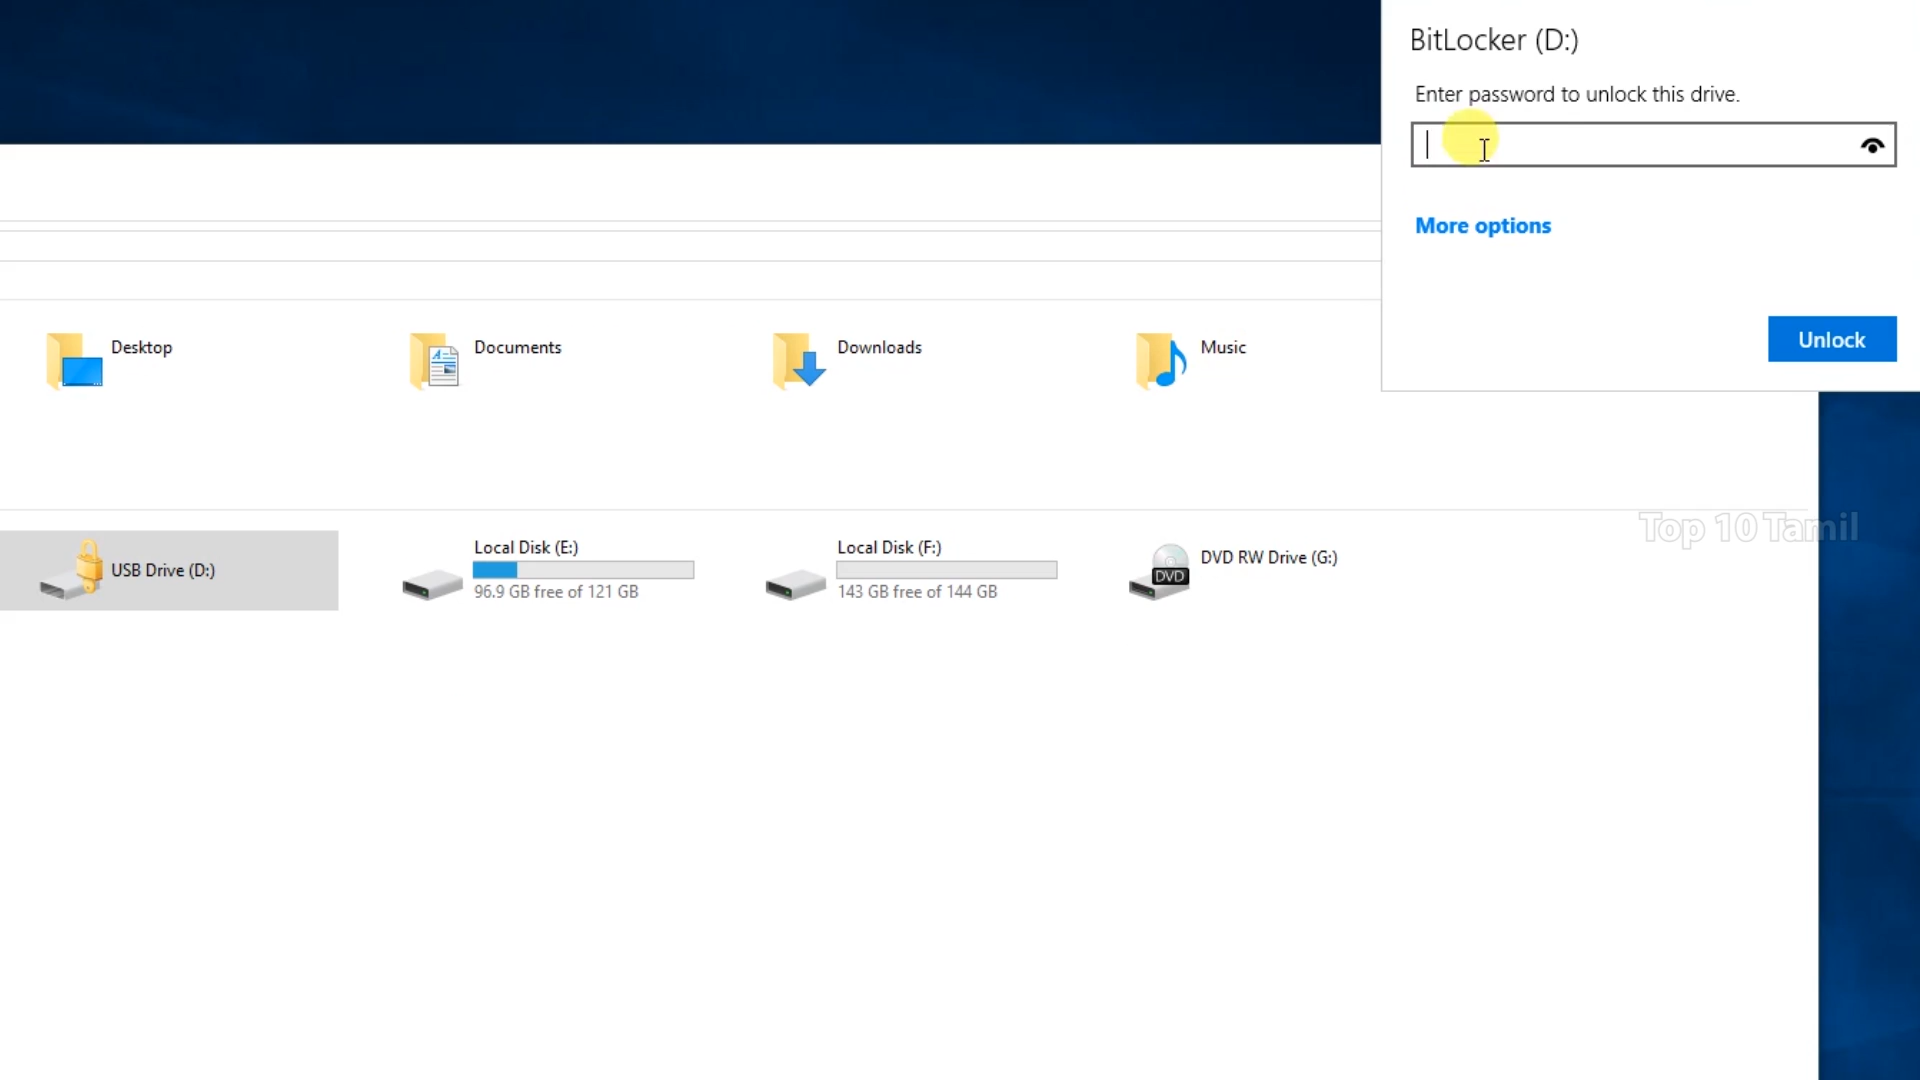 BitLocker (D:)
Enter password to unlock this drive.
More options
Unlock
Desktop
Documents
Downloads
Music
USB Drive (D:)
Local Disk (E:)
96.9 GB free of 121 GB
Local Disk (F:)
143 GB free of 144 GB
DVD RW Drive (G:)
DVD
Top 10 Tamil